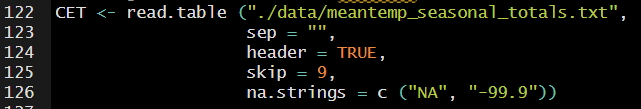 122 CET <- read.table ("./data/meantemp_seasonal_totals.txt",
123 sep = "",
124 header = TRUE,
125 skip = 9,
126 na.strings = c ("NA", "-99.9"))